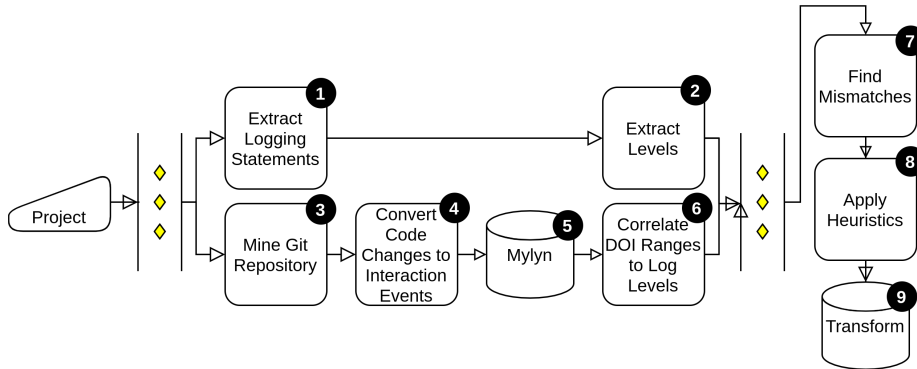 Project
1
Extract
Logging
Statements
2
Extract
Levels
3
Mine Git
Repository
4
Convert
Code
Changes to
Interaction
Events
5
Mylyn
6
Correlate
DOI Ranges
to Log
Levels
7
Find
Mismatches
8
Apply
Heuristics
9
Transform